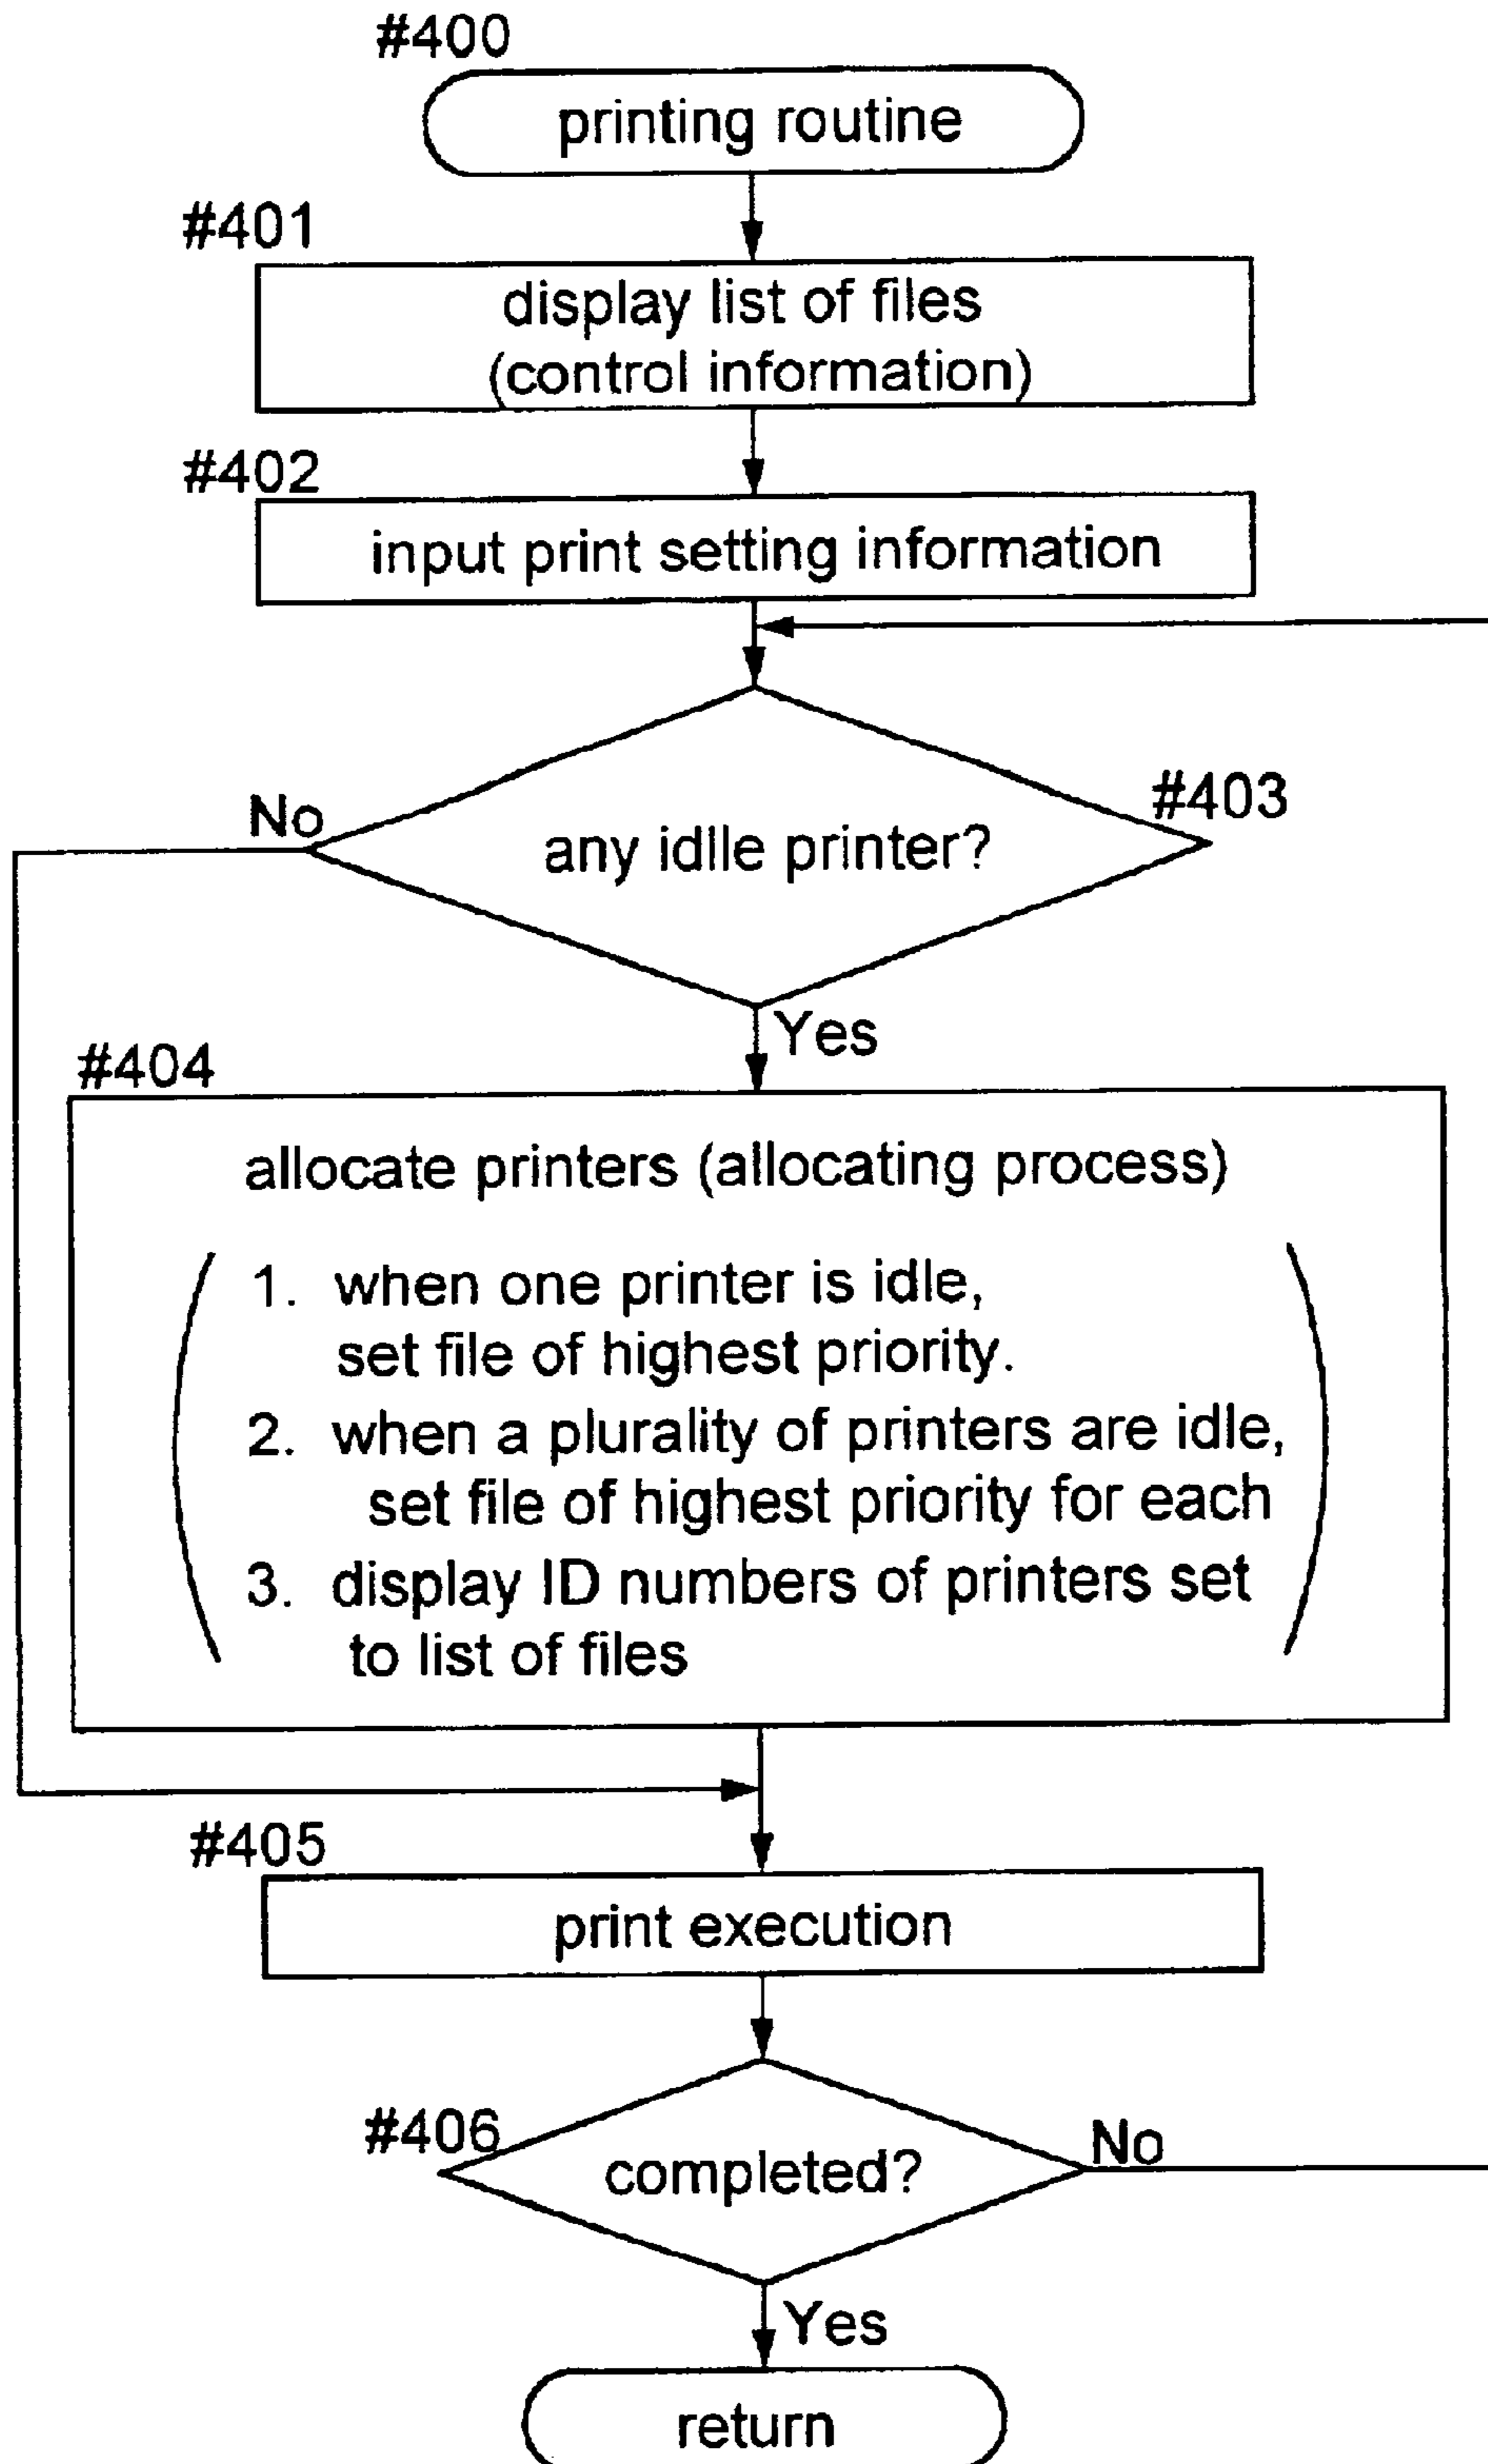 #400
printing routine
#401
display list of files
(control information)
#402
input print setting information
#403
No
any idlle printer?
Yes
#404
allocate printers (allocating process)
1. when one printer is idle,
set file of highest priority.
2. when a plurality of printers are idle,
set file of highest priority for each
3. display ID numbers of printers set
to list of files
#405
print execution
#406
completed?
No
Yes
return